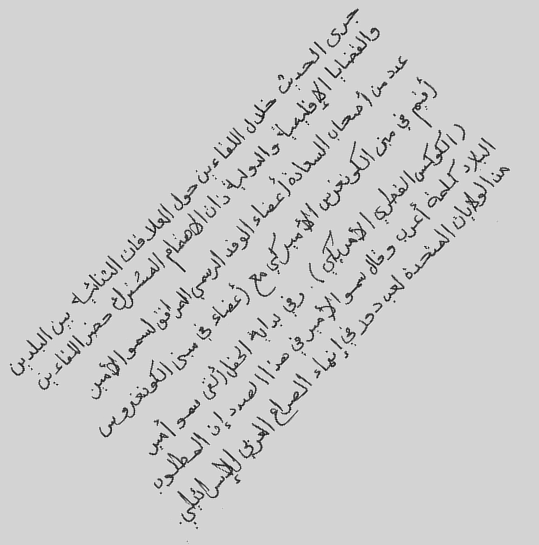 جرى الحديث خلال اللقاءين حول العلاقات الثنائية بين البلدين
والقضايا الإقليمية والدولية ذات الاهتمام المشترك حضر اللقاءين
عدد من أصحاب السعادة أعضاء الوفد الرسمي المرافق لسمو الأمير
أقيم في مبنى الكونغرس الأميركي مع أعضاء في مبنى الكونغروس
(الكوكس القطري الأمريكي). وفي بداية الحفل ألقى سمو أمير
البلاد كلمة أعرب وقال سمو الأمير في هذا الصدد إن المطلوب
من الولايات المتحدة لعب دور في إنهاء الصراع العربي الإسرائيلي.